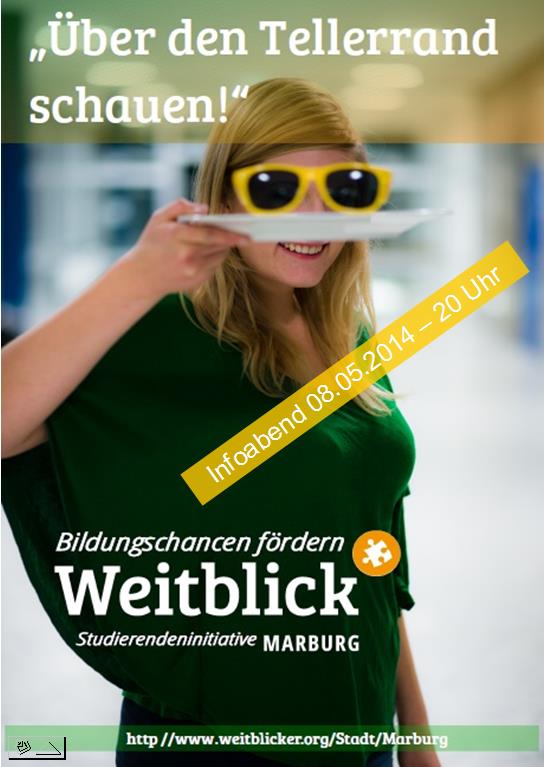 „Über den Tellerrand
schauen!“
Infoabend 08.05.2014 – 20 Uhr
Bildungschancen fördern
Weitblick
Studierendeninitiative MARBURG
http //www.weitblicker.org/Stadt/Marburg